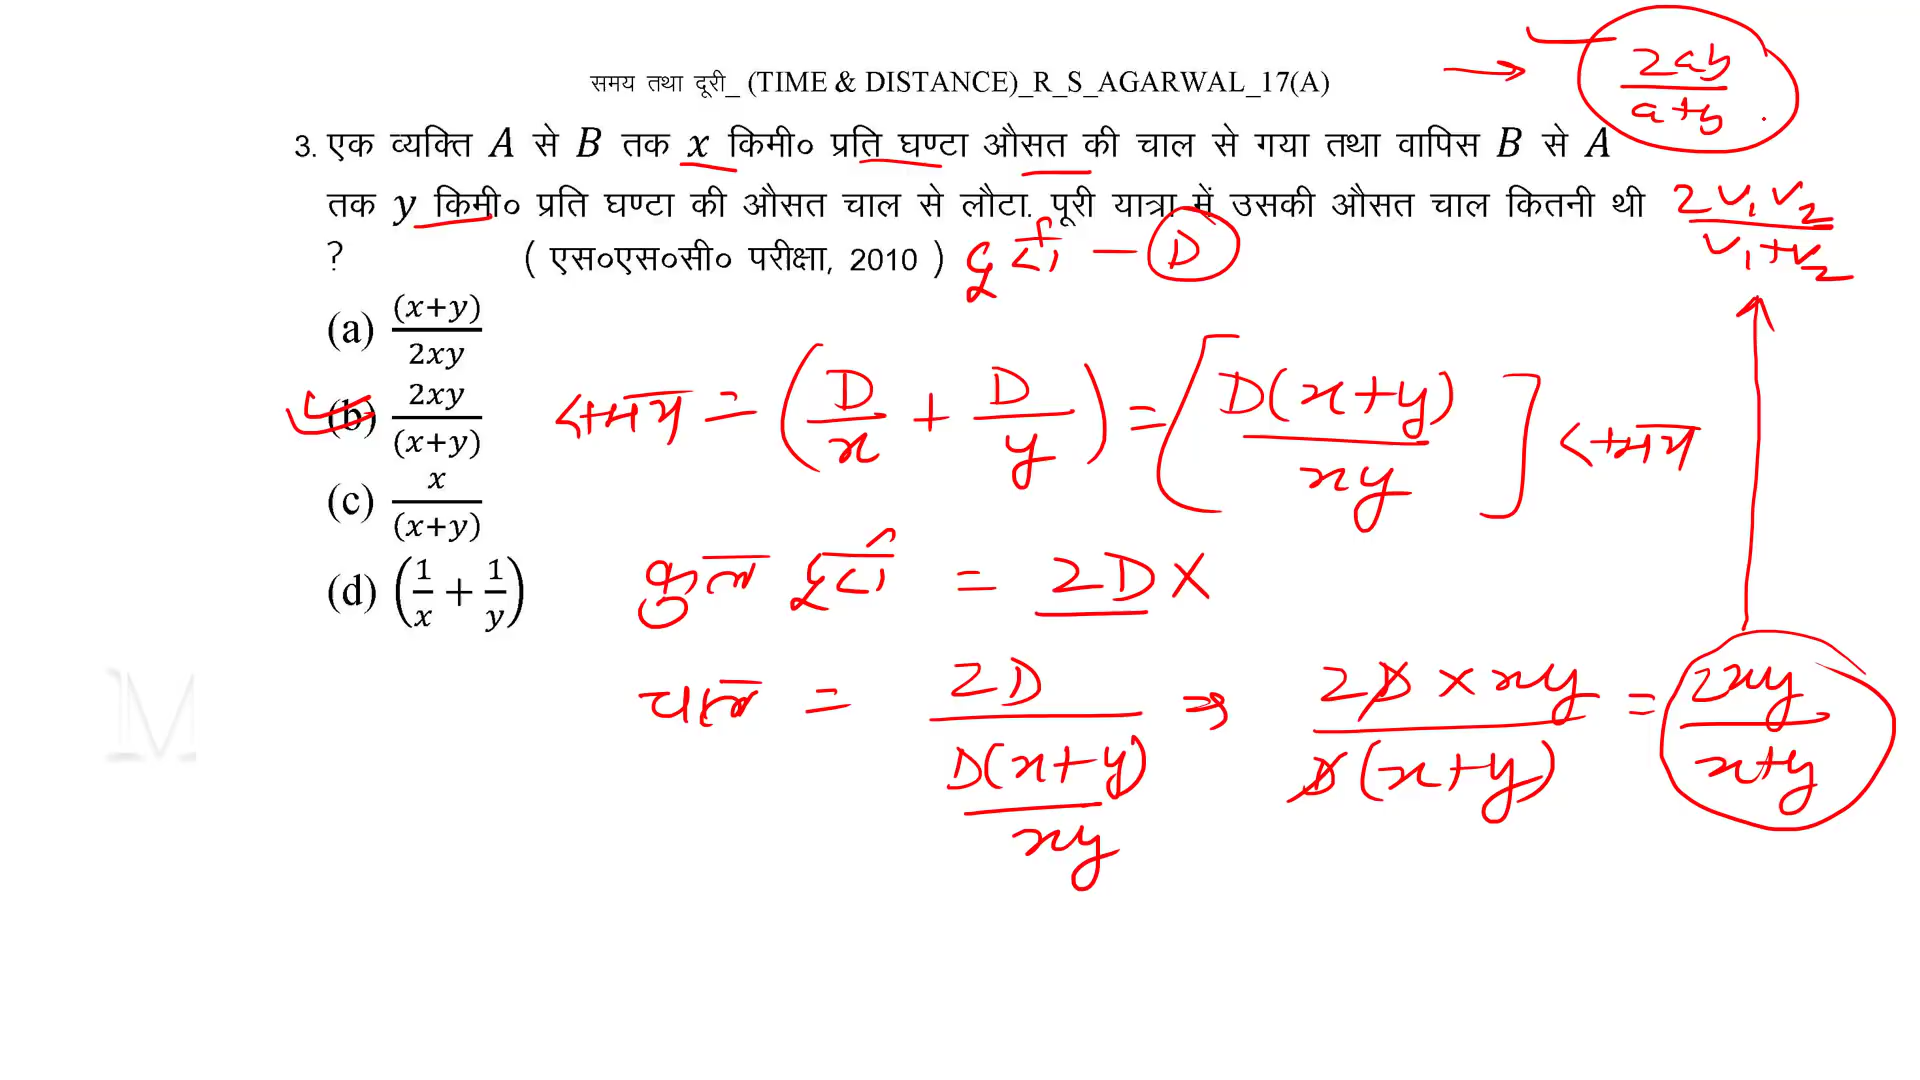 समय तथा दूरी_ (TIME & DISTANCE)_R_S_AGARWAL_17(A)
2ab/a+b
3. एक व्यक्ति A से B तक x किमी० प्रति घण्टा औसत की चाल से गया तथा वापिस B से A
तक y किमी० प्रति घण्टा की औसत चाल से लौटा. पूरी यात्रा में उसकी औसत चाल कितनी थी
2V₁V₂/V₁+V₂
? ( एस०एस०सी० परीक्षा, 2010 ) दूरी — D
(a) (x+y)/2xy
(b) 2xy/(x+y)
समय = (D/x + D/y) = [D(x+y)/xy] समय
(c) x/(x+y)
(d) (1/x + 1/y)
कुल दूरी = 2D X
चाल = 2D/D(x+y)/xy ⇒ 2D × xy/D(x+y) = 2xy/x+y
M